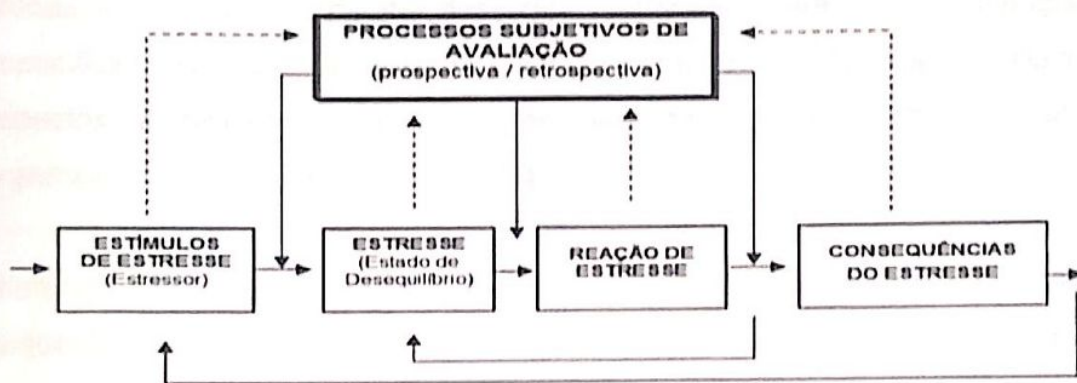 PROCESSOS SUBJETIVOS DE
AVALIAÇÃO
(prospectiva / retrospectiva)
ESTÍMULOS
DE ESTRESSE
(Estressor)
ESTRESSE
(Estado de
Desequilíbrio)
REAÇÃO DE
ESTRESSE
CONSEQUÊNCIAS
DO ESTRESSE